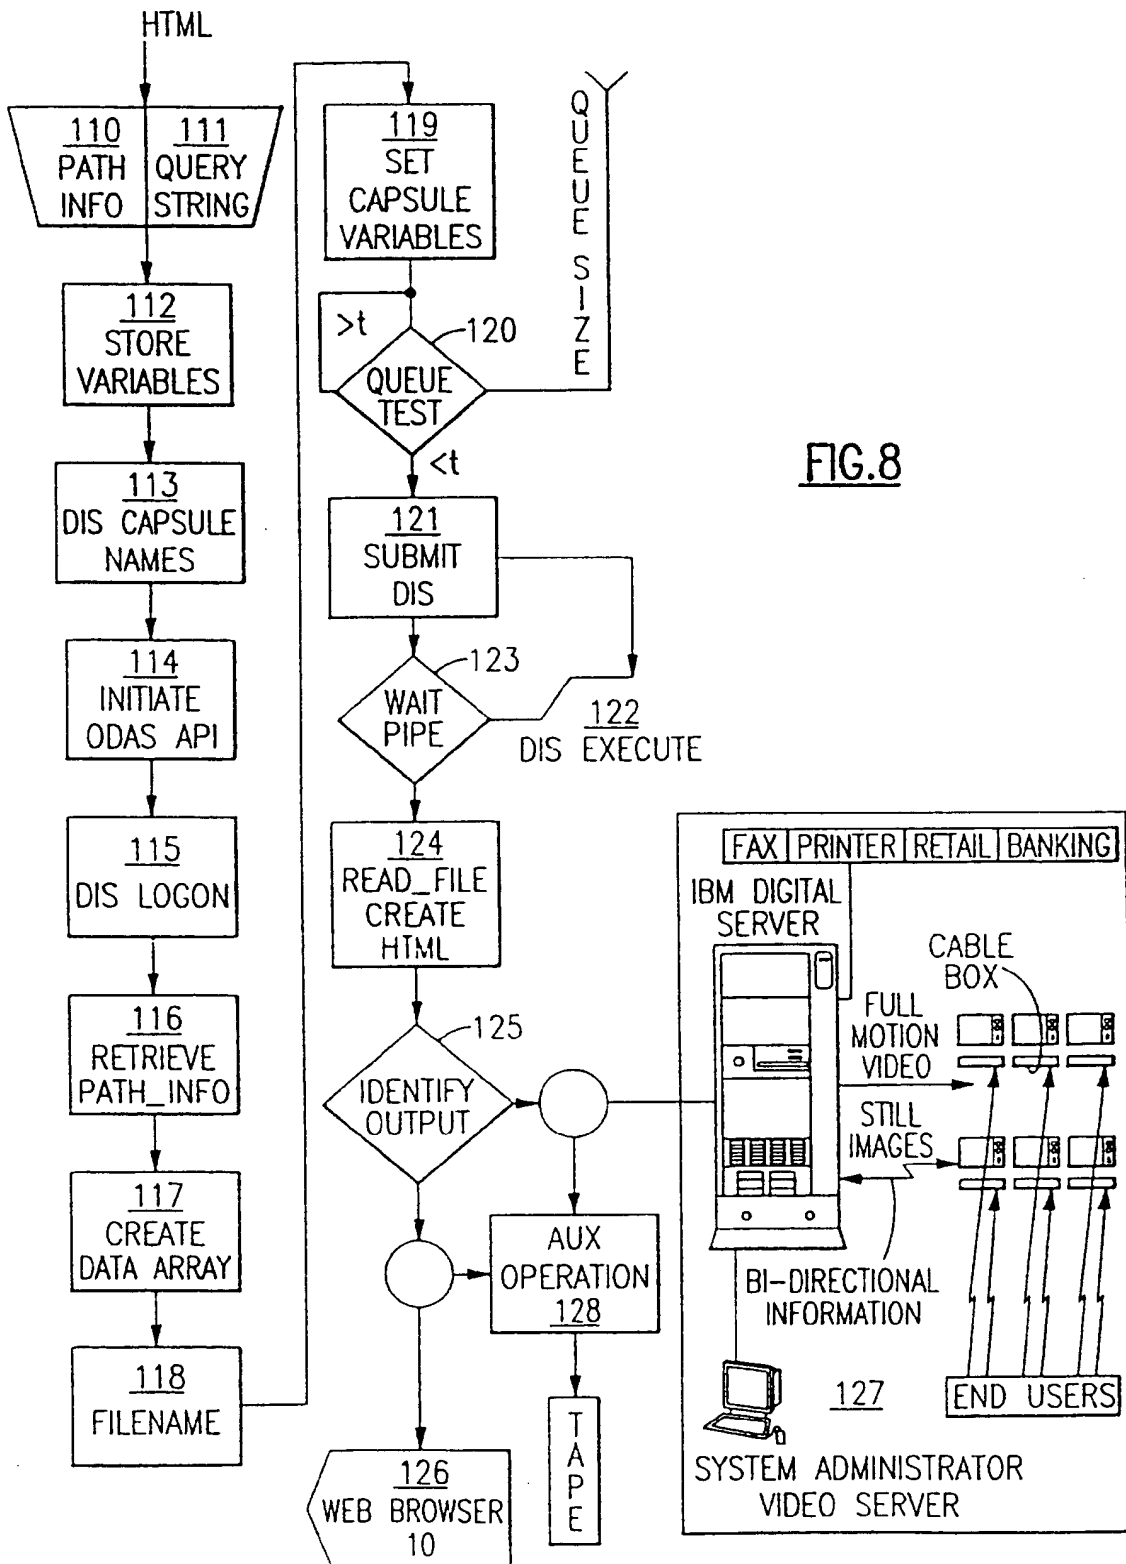 HTML
110
PATH
INFO
111
QUERY
STRING
112
STORE
VARIABLES
113
DIS CAPSULE
NAMES
114
INITIATE
ODAS API
115
DIS LOGON
116
RETRIEVE
PATH_INFO
117
CREATE
DATA ARRAY
118
FILENAME
119
SET
CAPSULE
VARIABLES
QUEUE SIZE
>t
120
QUEUE
TEST
<t
FIG.8
121
SUBMIT
DIS
123
WAIT
PIPE
122
DIS EXECUTE
124
READ_FILE
CREATE
HTML
125
IDENTIFY
OUTPUT
AUX
OPERATION
128
TAPE
126
WEB BROWSER
10
FAX PRINTER RETAIL BANKING
IBM DIGITAL
SERVER
CABLE
BOX
FULL
MOTION
VIDEO
STILL
IMAGES
BI-DIRECTIONAL
INFORMATION
127
END USERS
SYSTEM ADMINISTRATOR
VIDEO SERVER